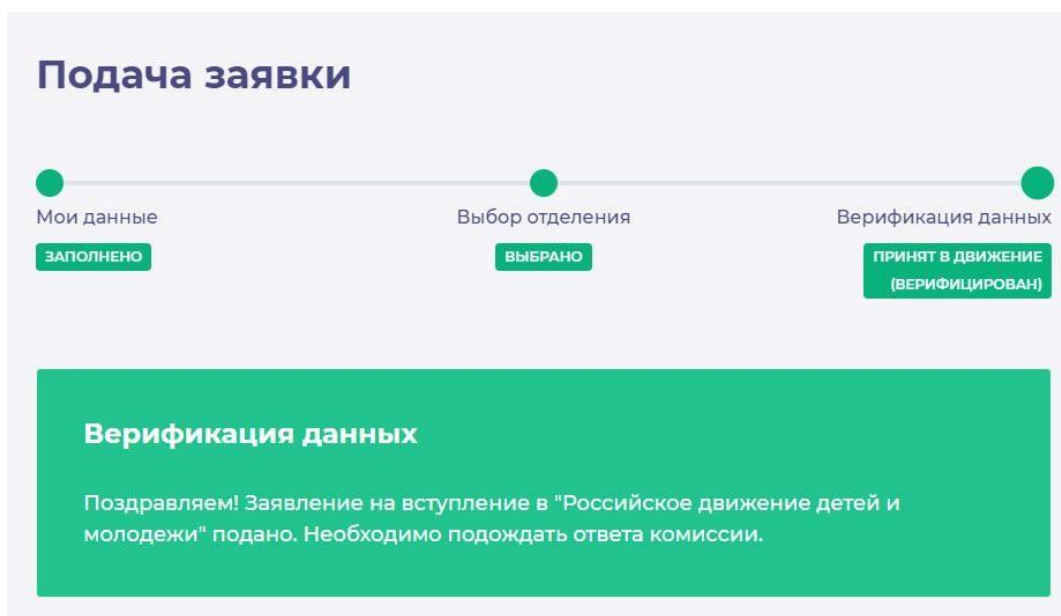 Подача заявки
Мои данные
ЗАПОЛНЕНО
Выбор отделения
ВЫБРАНО
Верификация данных
ПРИНЯТ В ДВИЖЕНИЕ
(ВЕРИФИЦИРОВАН)
Верификация данных
Поздравляем! Заявление на вступление в "Российское движение детей и
молодежи" подано. Необходимо подождать ответа комиссии.